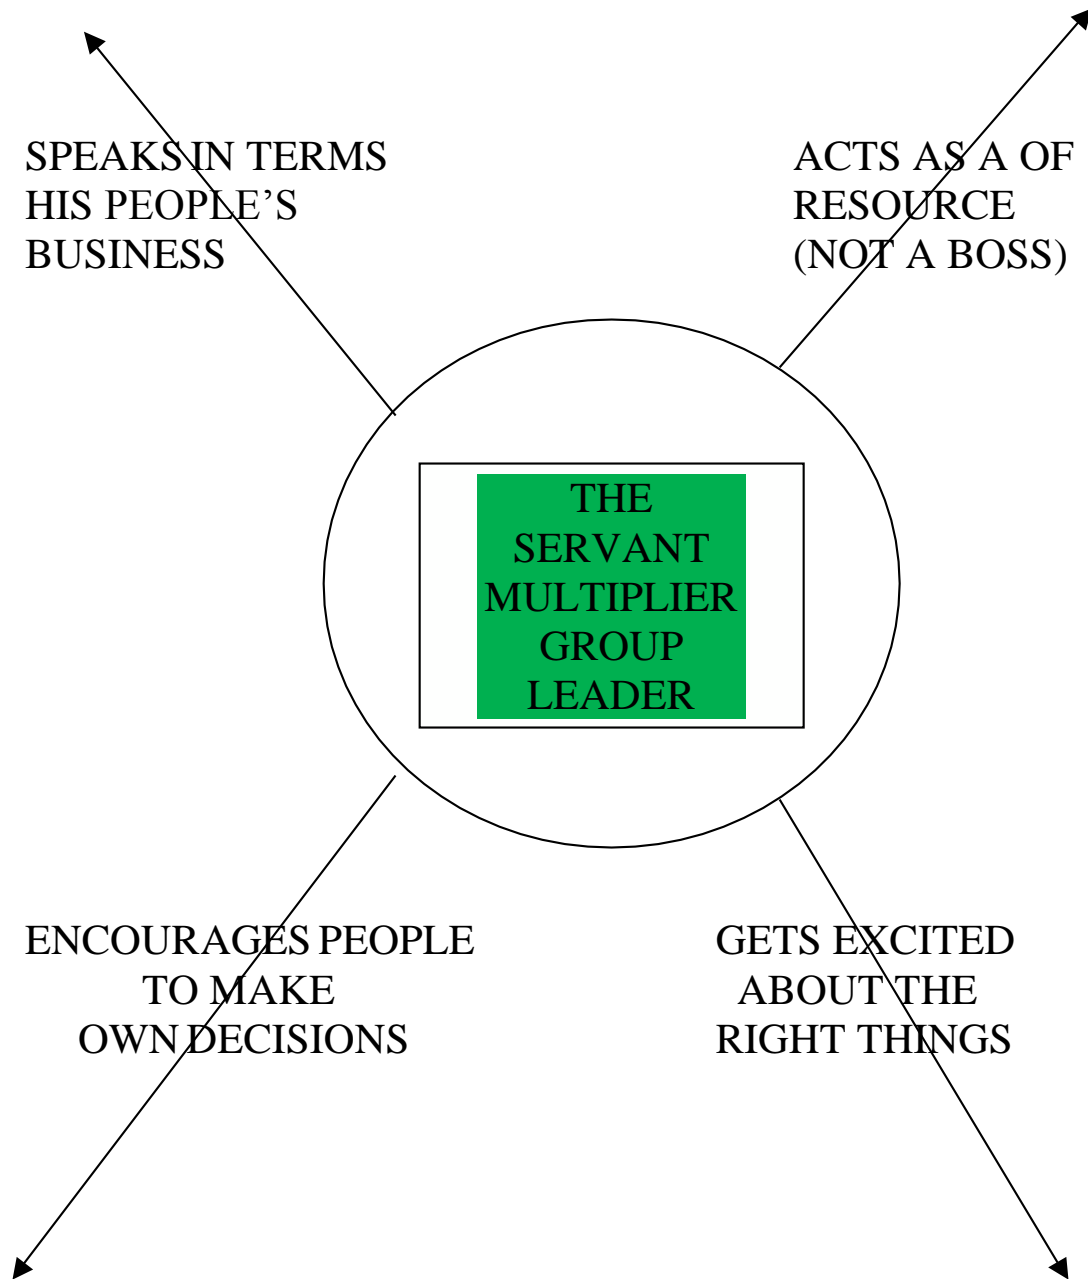 SPEAKS IN TERMS
HIS PEOPLE’S
BUSINESS
ACTS AS A OF
RESOURCE
(NOT A BOSS)
THE
SERVANT
MULTIPLIER
GROUP
LEADER
ENCOURAGES PEOPLE
TO MAKE
OWN DECISIONS
GETS EXCITED
ABOUT THE
RIGHT THINGS